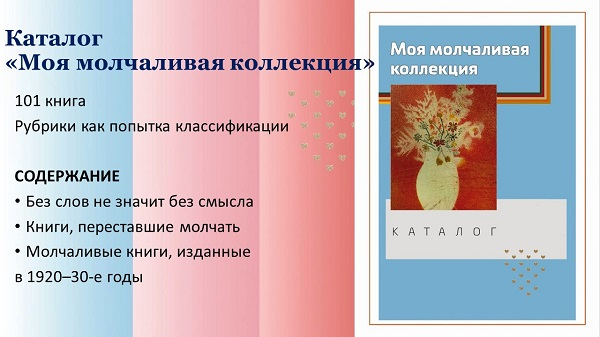 Каталог
«Моя молчаливая коллекция»
101 книга
Рубрики как попытка классификации
СОДЕРЖАНИЕ
• Без слов не значит без смысла
• Книги, переставшие молчать
• Молчаливые книги, изданные
в 1920–30-е годы
Моя молчаливая
коллекция
КАТАЛОГ